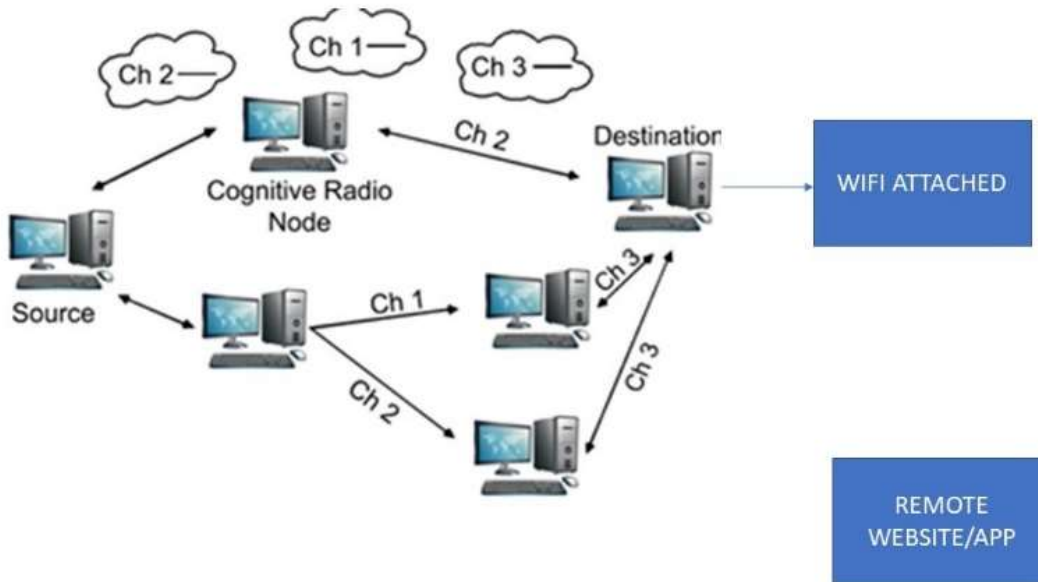 Ch 2
Ch 1
Ch 3
Ch 2
Destination
WIFI ATTACHED
Cognitive Radio
Node
Source
Ch 1
Ch 3
Ch 2
Ch 3
REMOTE
WEBSITE/APP